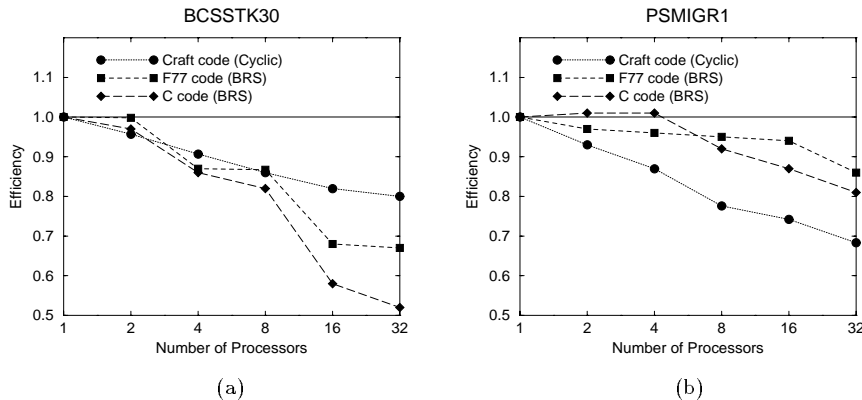 BCSSTK30
Craft code (Cyclic)
F77 code (BRS)
C code (BRS)
1.1
1.0
0.9
0.8
0.7
0.6
0.5
Efficiency
1 2 4 8 16 32
Number of Processors
(a)
PSMIGR1
Craft code (Cyclic)
F77 code (BRS)
C code (BRS)
1.1
1.0
0.9
0.8
0.7
0.6
0.5
Efficiency
1 2 4 8 16 32
Number of Processors
(b)